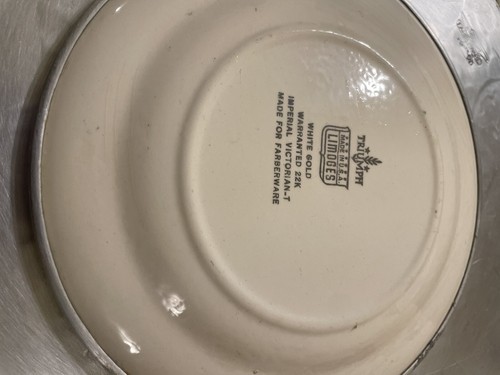 TRIUMPH
MADE IN U.S.A.
LIMOGES
WHITE GOLD
WARRANTED 22K
IMPERIAL VICTORIAN-T
MADE FOR FARBERWARE